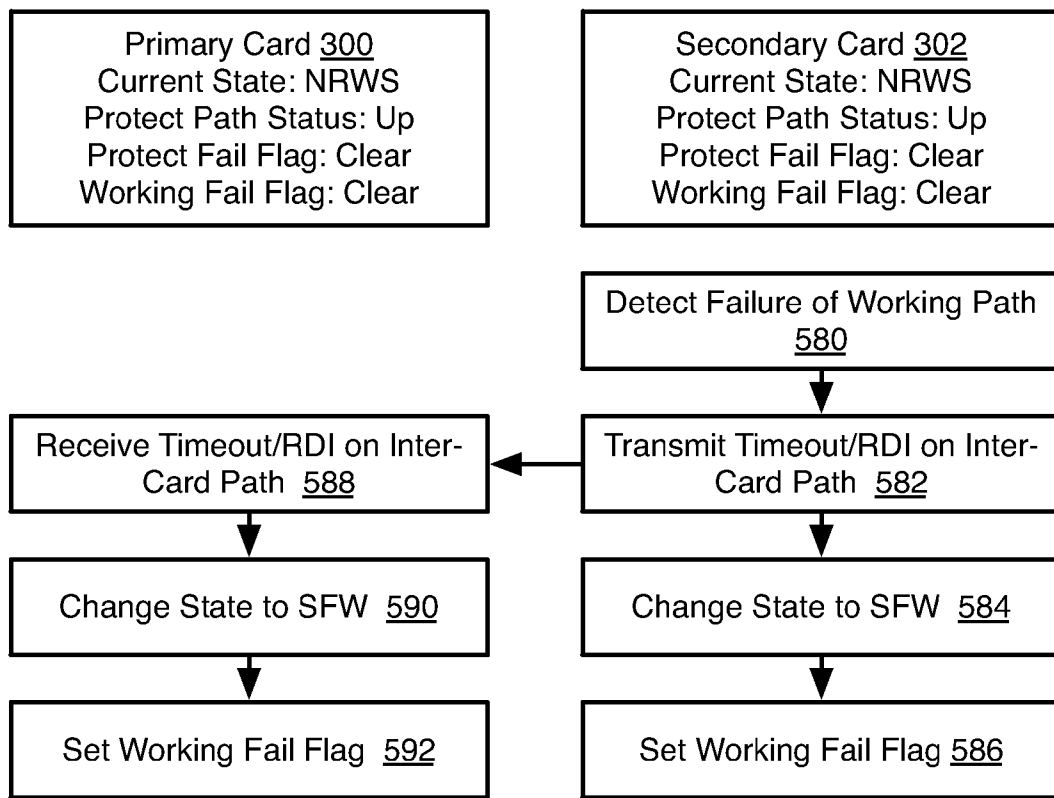 Primary Card 300
Current State: NRWS
Protect Path Status: Up
Protect Fail Flag: Clear
Working Fail Flag: Clear
Secondary Card 302
Current State: NRWS
Protect Path Status: Up
Protect Fail Flag: Clear
Working Fail Flag: Clear
Detect Failure of Working Path
580
Receive Timeout/RDI on Inter-
Card Path 588
Transmit Timeout/RDI on Inter-
Card Path 582
Change State to SFW 590
Change State to SFW 584
Set Working Fail Flag 592
Set Working Fail Flag 586